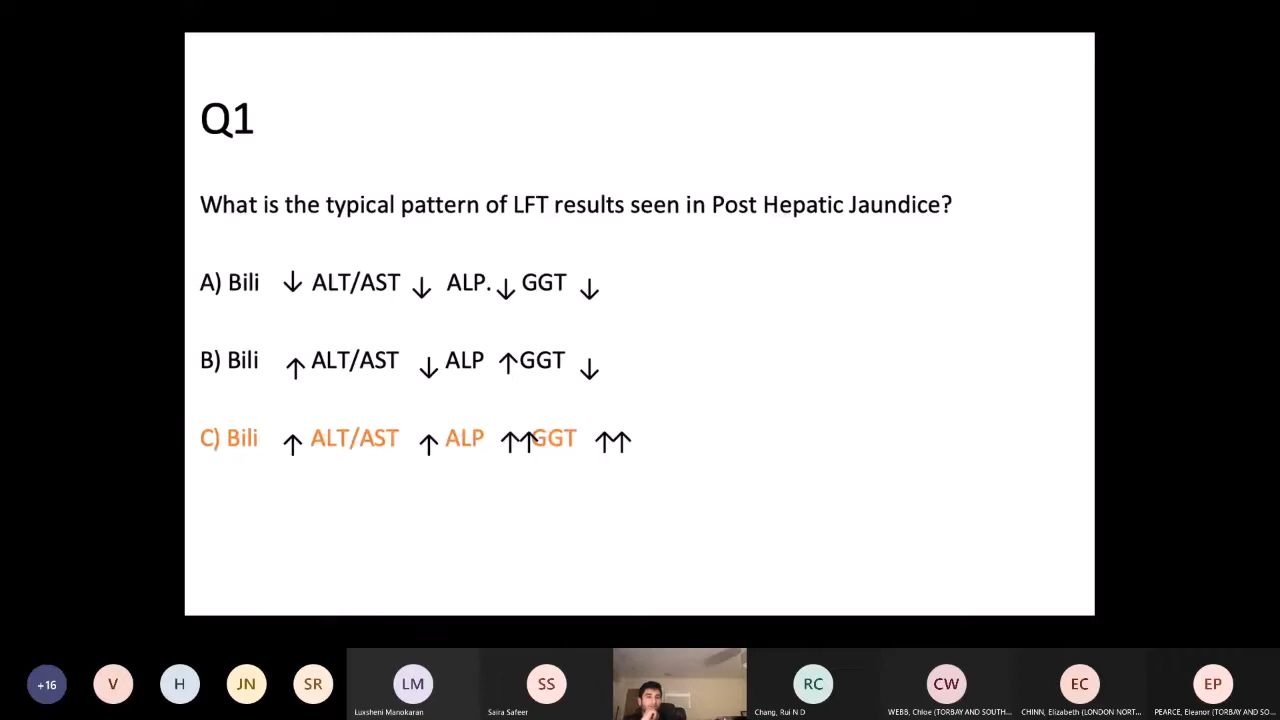 Q1
What is the typical pattern of LFT results seen in Post Hepatic Jaundice?
A) Bili ↓ ALT/AST ↓ ALP. ↓ GGT ↓
B) Bili ↑ ALT/AST ↓ ALP ↑ GGT ↓
C) Bili ↑ ALT/AST ↑ ALP ↑↑ GGT ↑↑
+16 V H JN SR LM SS RC CW EC EP
Luxsheni Manokaran Saira Safeer Chang, Rui N D WEBB, Chloe (TORBAY AND SOUTH... CHINN, Elizabeth (LONDON NORT... PEARCE, Eleanor (TORBAY AND SO...